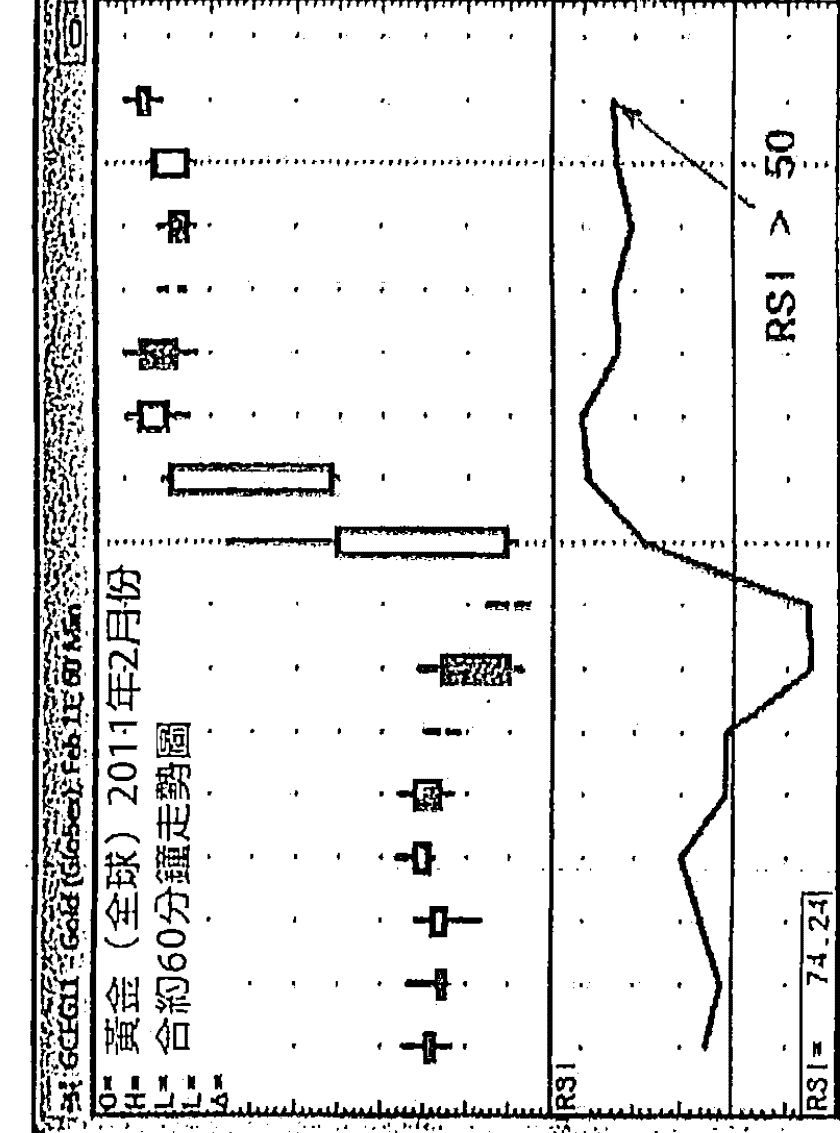 GCEG11 - Gold (Globex), Feb 11E 60 Min
O=
H=
L=
L=
Δ=
黃金（全球）2011年2月份
合約60分鐘走勢圖
RSI
RSI > 50
RSI= 74.24